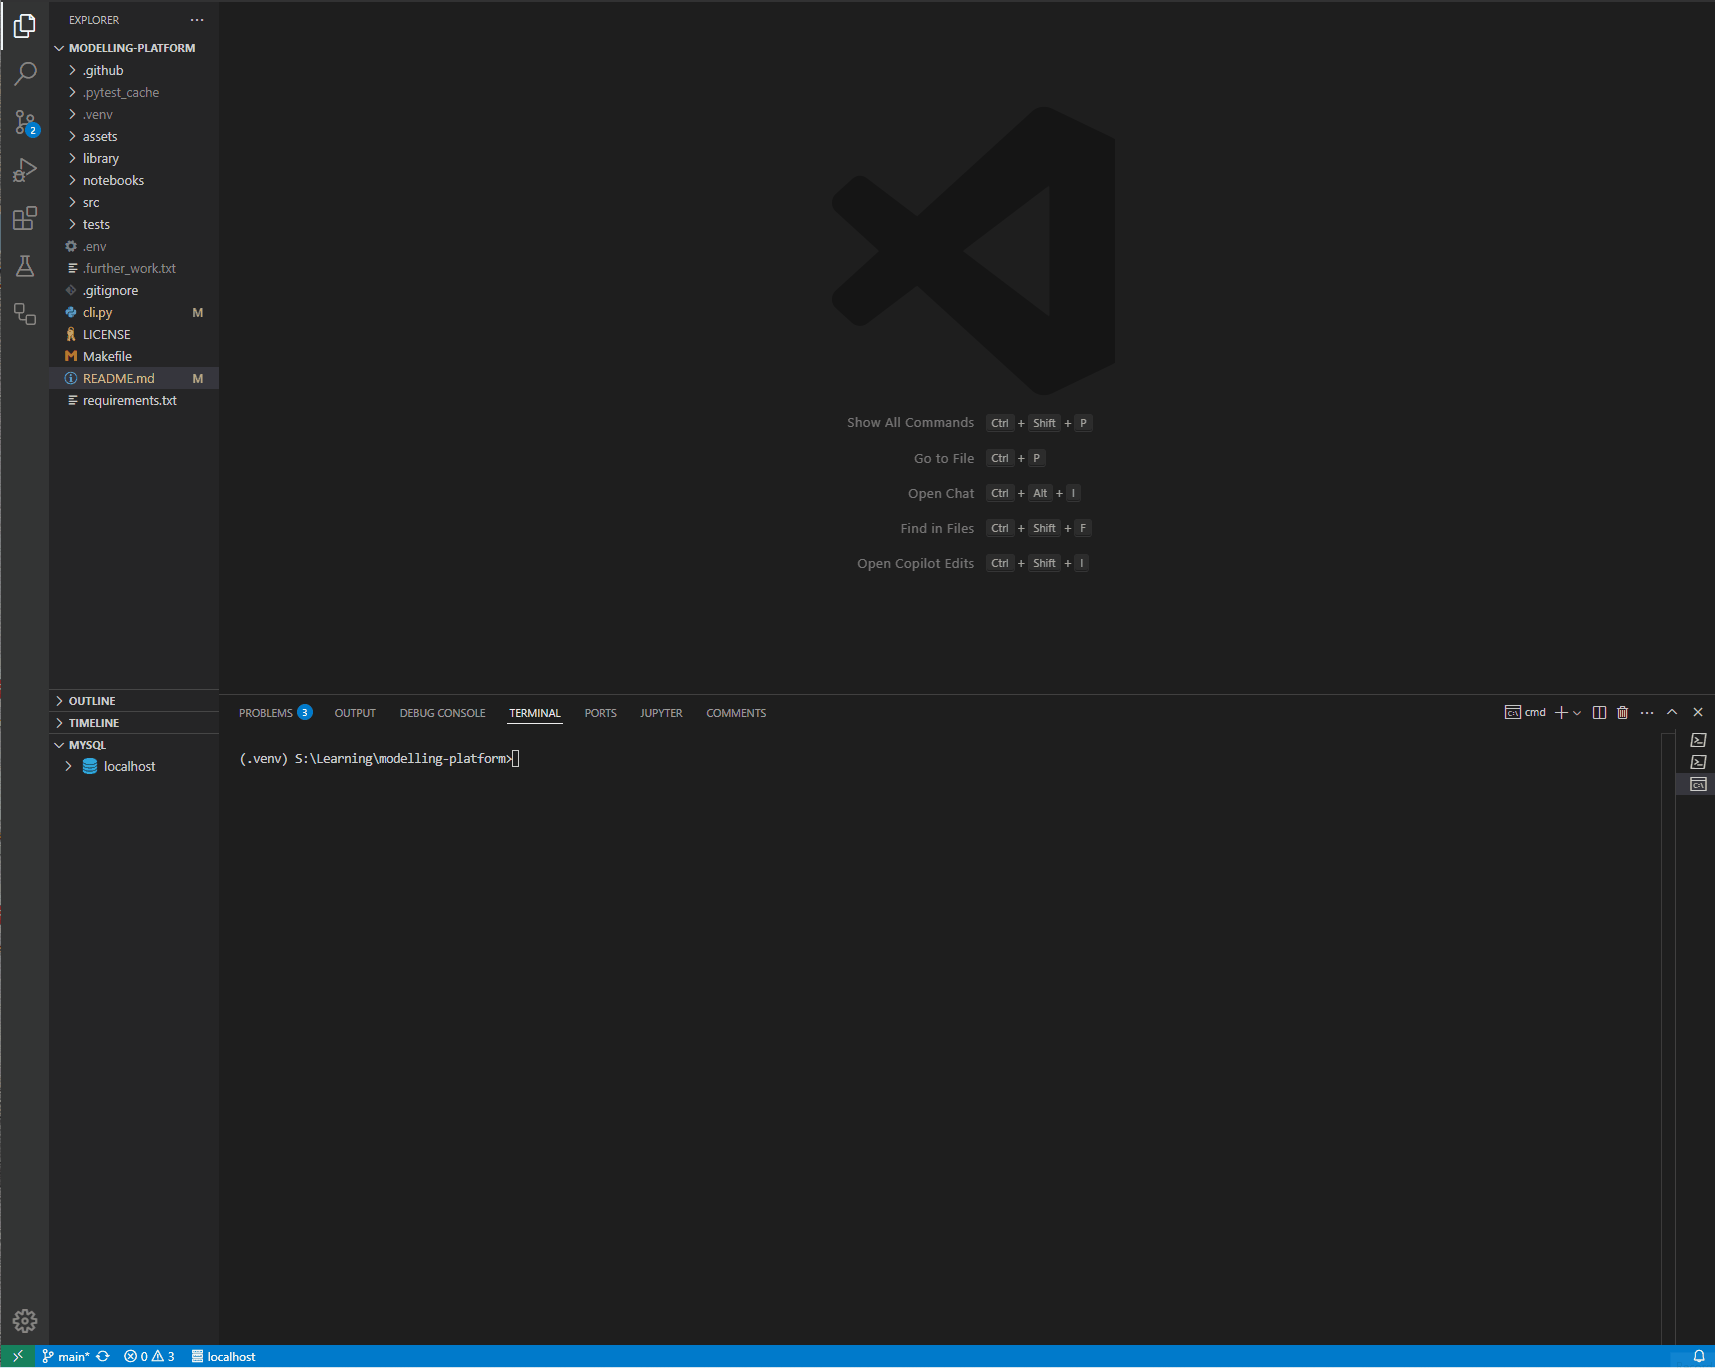 EXPLORER
MODELLING-PLATFORM
.github
.pytest_cache
.venv
assets
library
notebooks
src
tests
.env
.further_work.txt
.gitignore
cli.py M
LICENSE
Makefile
README.md M
requirements.txt
2
Show All Commands Ctrl + Shift + P
Go to File Ctrl + P
Open Chat Ctrl + Alt + I
Find in Files Ctrl + Shift + F
Open Copilot Edits Ctrl + Shift + I
OUTLINE
TIMELINE
MYSQL
localhost
PROBLEMS 3 OUTPUT DEBUG CONSOLE TERMINAL PORTS JUPYTER COMMENTS cmd
(.venv) S:\Learning\modelling-platform>
main* 0 3 localhost